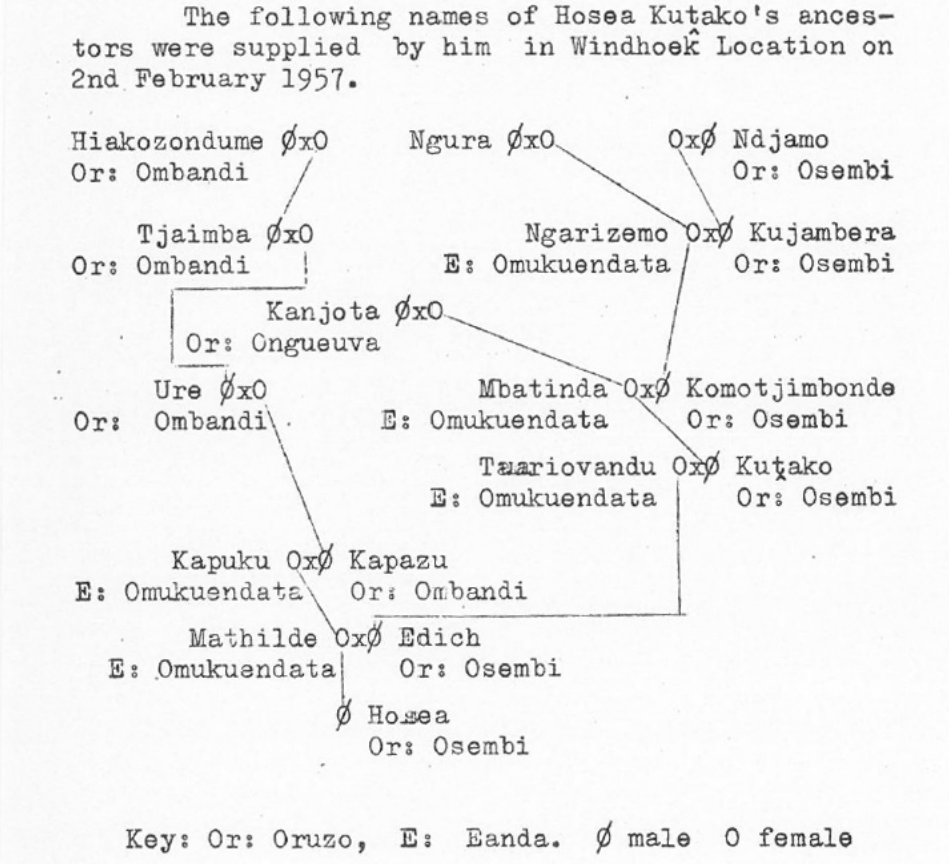 The following names of Hosea Kutako's ances-
tors were supplied by him in Windhoek Location on
2nd February 1957.
Hiakozondume ØxO Ngura ØxO OxØ Ndjamo
Or: Ombandi Or: Osembi
Tjaimba ØxO Ngarizemo OxØ Kujambera
Or: Ombandi E: Omukuendata Or: Osembi
Kanjota ØxO
Or: Ongueuva
Ure ØxO Mbatinda OxØ Komotjimbonde
Or: Ombandi E: Omukuendata Or: Osembi
Taariovandu OxØ Kutako
E: Omukuendata Or: Osembi
Kapuku OxØ Kapazu
E: Omukuendata Or: Ombandi
Mathilde OxØ Edich
E: Omukuendata Or: Osembi
Ø Hosea
Or: Osembi
Key: Or: Oruzo, E: Eanda. Ø male O female